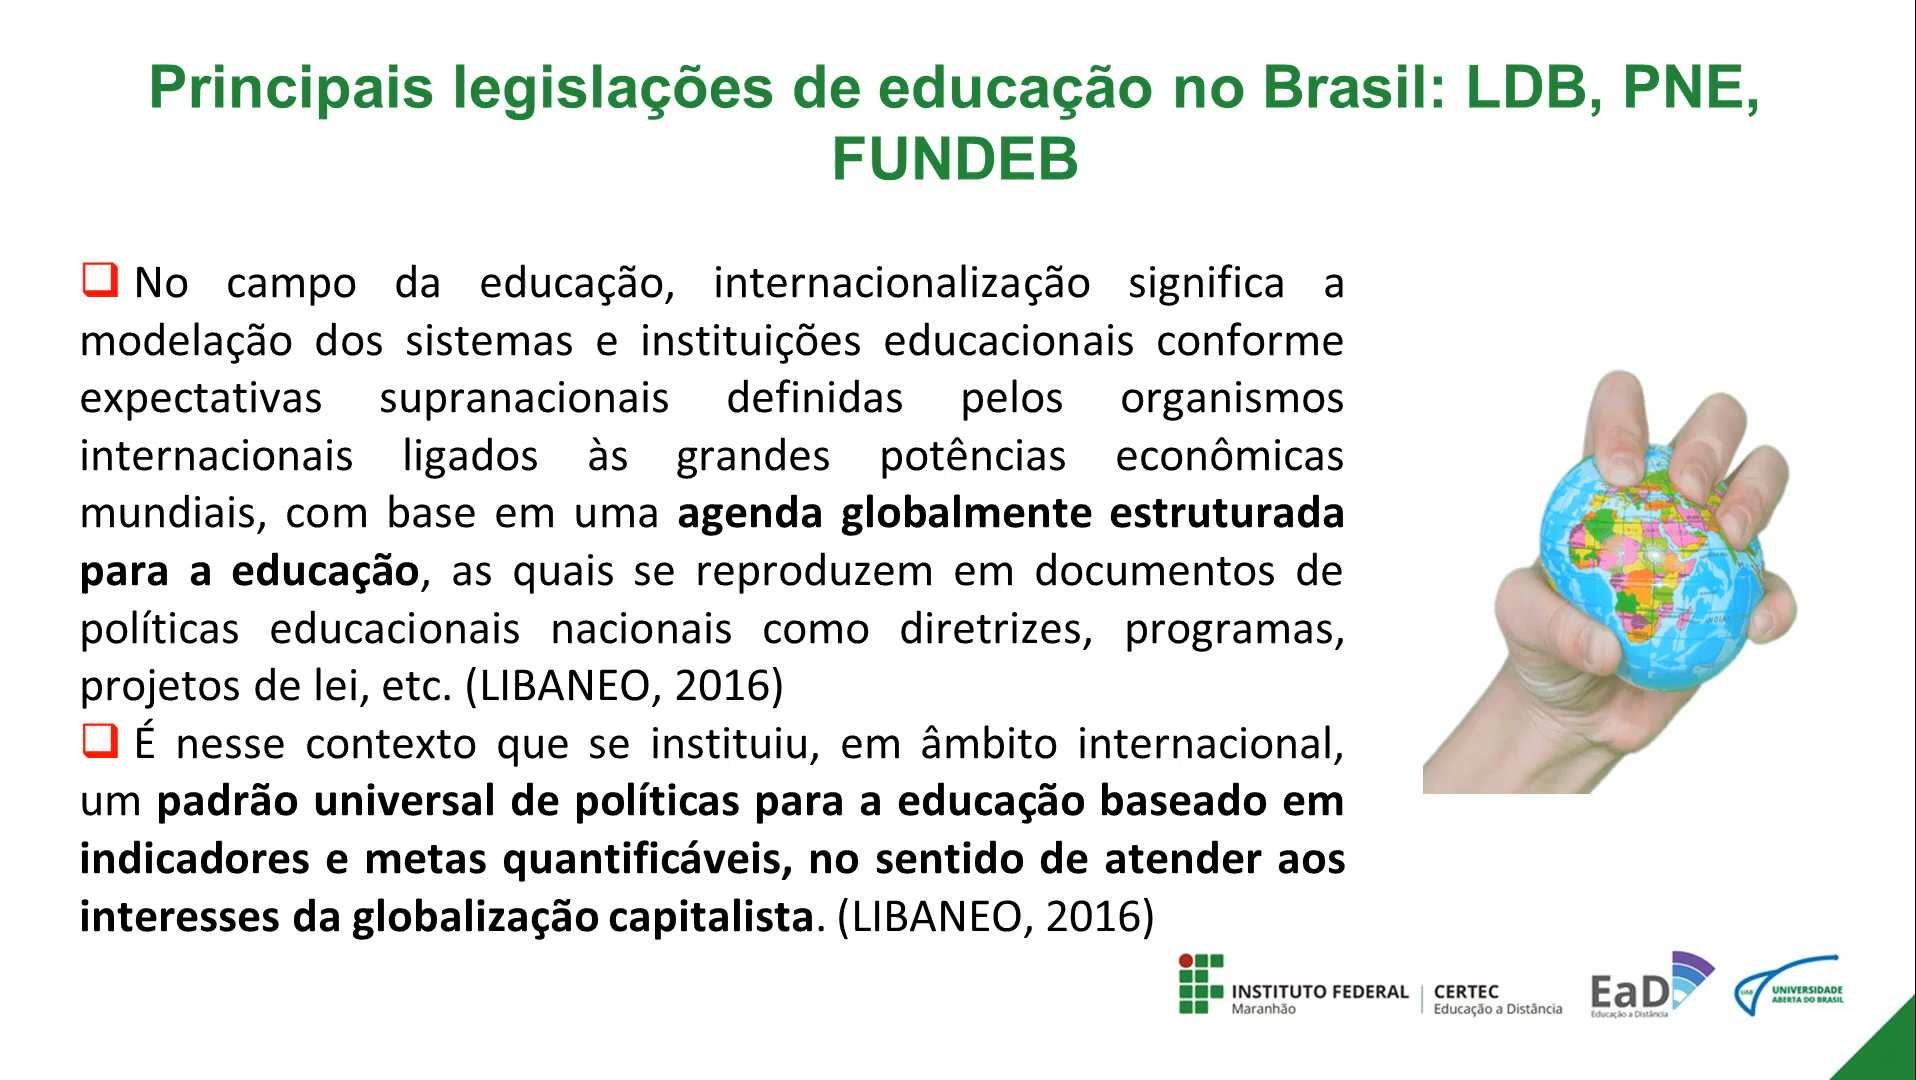 Principais legislações de educação no Brasil: LDB, PNE,
FUNDEB
No campo da educação, internacionalização significa a
modelação dos sistemas e instituições educacionais conforme
expectativas supranacionais definidas pelos organismos
internacionais ligados às grandes potências econômicas
mundiais, com base em uma agenda globalmente estruturada
para a educação, as quais se reproduzem em documentos de
políticas educacionais nacionais como diretrizes, programas,
projetos de lei, etc. (LIBANEO, 2016)
É nesse contexto que se instituiu, em âmbito internacional,
um padrão universal de políticas para a educação baseado em
indicadores e metas quantificáveis, no sentido de atender aos
interesses da globalização capitalista. (LIBANEO, 2016)
INSTITUTO FEDERAL
Maranhão
CERTEC
Educação a Distância
EaD
Educação a Distância
UAB
UNIVERSIDADE
ABERTA DO BRASIL